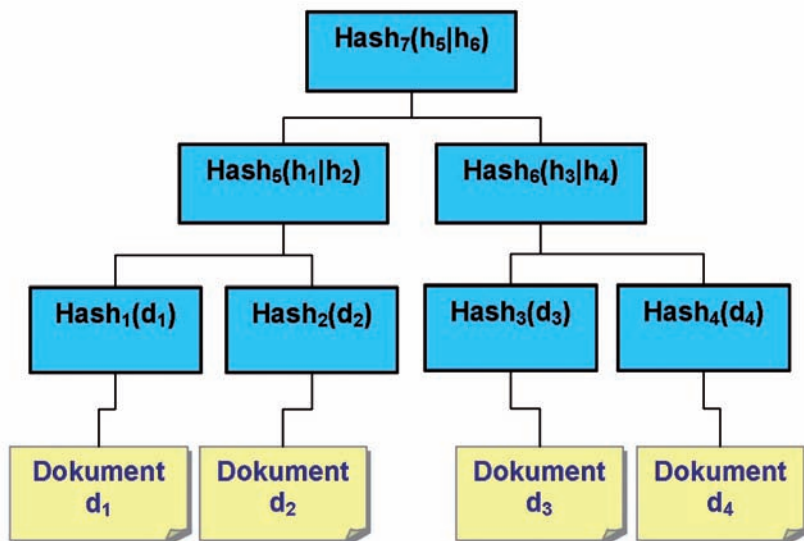 Hash₇(h₅|h₆)
Hash₅(h₁|h₂)
Hash₆(h₃|h₄)
Hash₁(d₁)
Hash₂(d₂)
Hash₃(d₃)
Hash₄(d₄)
Dokument
d₁
Dokument
d₂
Dokument
d₃
Dokument
d₄